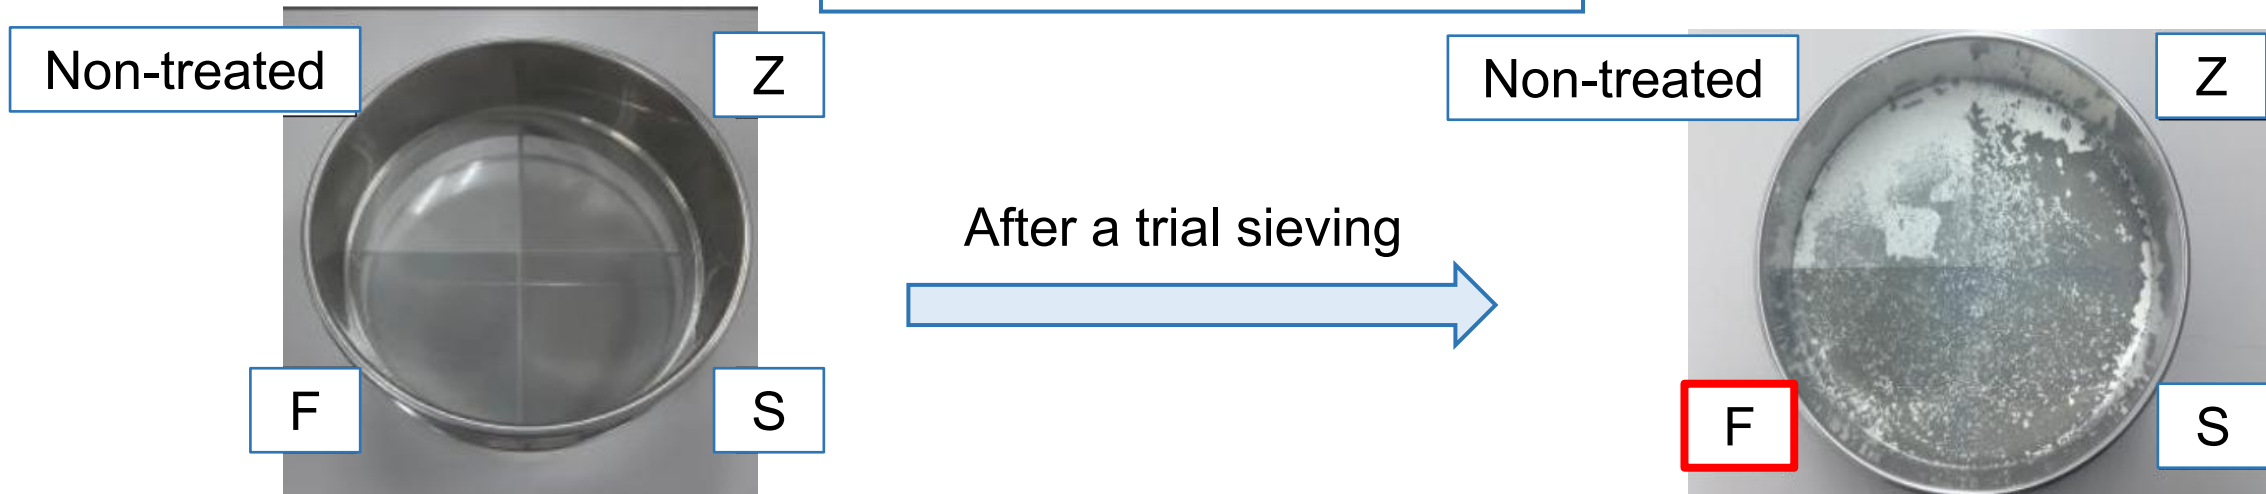 Non-treated
Z
F
S
After a trial sieving
Non-treated
Z
F
S